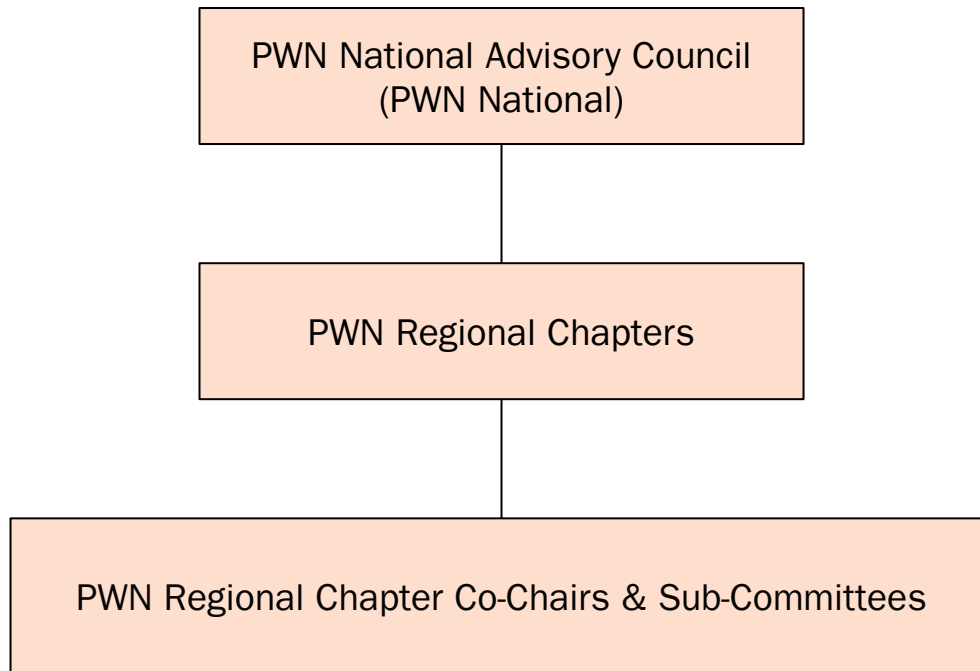 PWN National Advisory Council
(PWN National)
PWN Regional Chapters
PWN Regional Chapter Co-Chairs & Sub-Committees